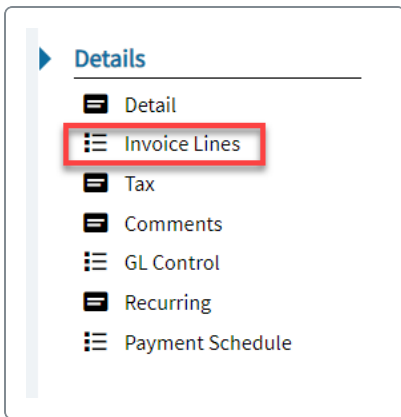 Details
Detail
Invoice Lines
Tax
Comments
GL Control
Recurring
Payment Schedule